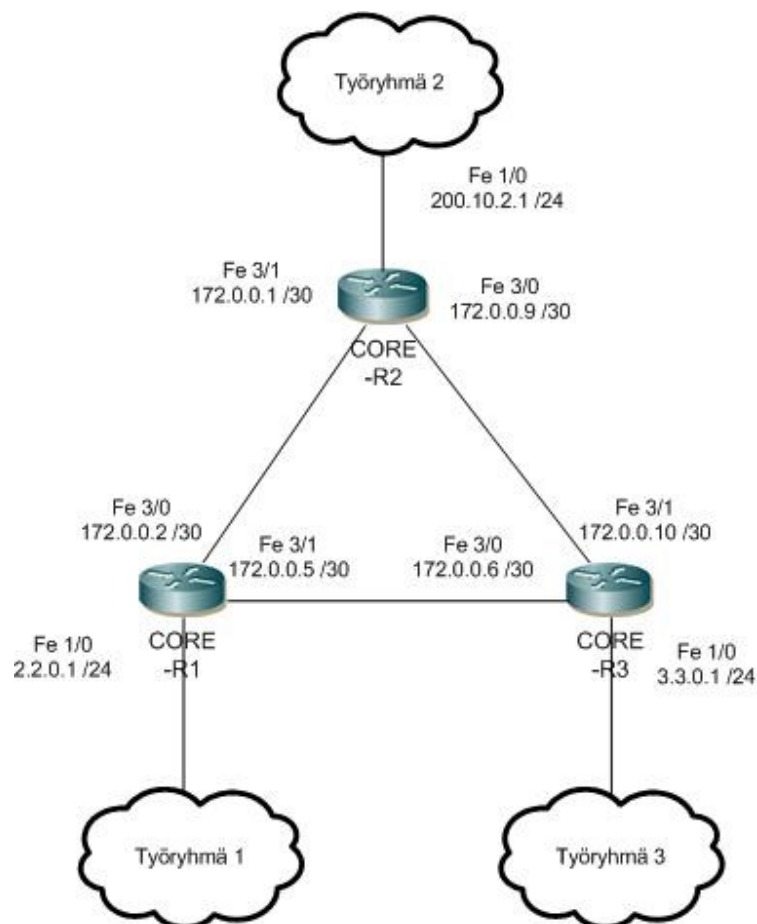 Työryhmä 2
Fe 1/0
200.10.2.1 /24
Fe 3/1
172.0.0.1 /30
Fe 3/0
172.0.0.9 /30
CORE
-R2
Fe 3/0
172.0.0.2 /30
Fe 3/1
172.0.0.5 /30
Fe 3/0
172.0.0.6 /30
Fe 3/1
172.0.0.10 /30
Fe 1/0
2.2.0.1 /24
CORE
-R1
CORE
-R3
Fe 1/0
3.3.0.1 /24
Työryhmä 1
Työryhmä 3